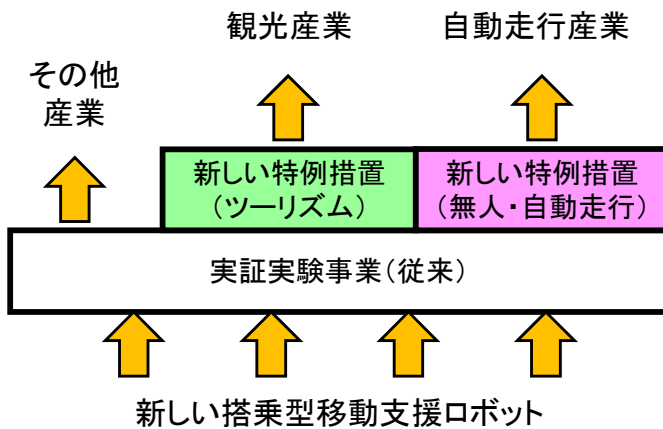 観光産業
自動走行産業
その他
産業
新しい特例措置
(ツーリズム)
新しい特例措置
(無人・自動走行)
実証実験事業(従来)
新しい搭乗型移動支援ロボット